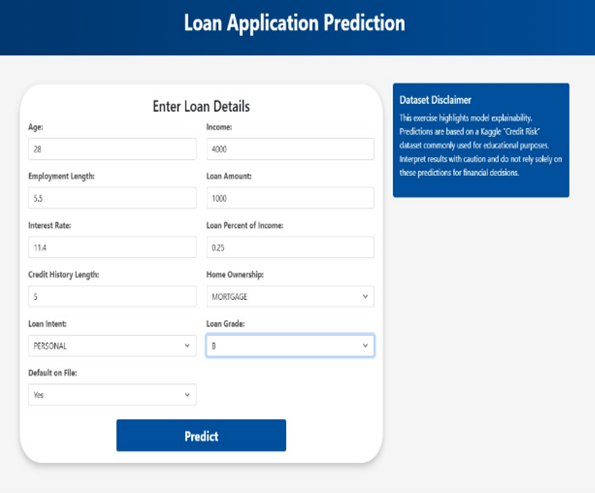 Loan Application Prediction
Enter Loan Details
Age: Income:
28 4000
Employment Length: Loan Amount:
5.5 1000
Interest Rate: Loan Percent of Income:
11.4 0.25
Credit History Length: Home Ownership:
5 MORTGAGE
Loan Intent: Loan Grade:
PERSONAL B
Default on File:
Yes
Predict
Dataset Disclaimer
This exercise highlights model explainability.
Predictions are based on a Kaggle "Credit Risk"
dataset commonly used for educational purposes.
Interpret results with caution and do not rely solely on
these predictions for financial decisions.